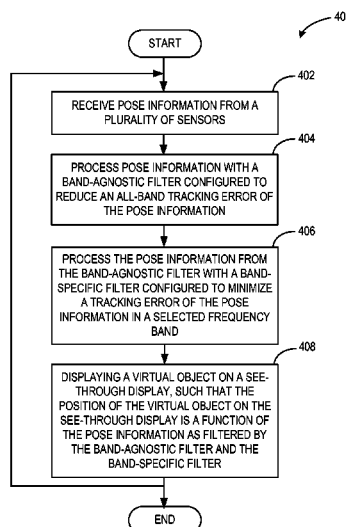 40
START
402
RECEIVE POSE INFORMATION FROM A
PLURALITY OF SENSORS
404
PROCESS POSE INFORMATION WITH A
BAND-AGNOSTIC FILTER CONFIGURED TO
REDUCE AN ALL-BAND TRACKING ERROR
OF THE POSE INFORMATION
406
PROCESS THE POSE INFORMATION FROM
THE BAND-AGNOSTIC FILTER WITH A BAND-
SPECIFIC FILTER CONFIGURED TO MINIMIZE
A TRACKING ERROR OF THE POSE
INFORMATION IN A SELECTED FREQUENCY
BAND
408
DISPLAYING A VIRTUAL OBJECT ON A SEE-
THROUGH DISPLAY, SUCH THAT THE
POSITION OF THE VIRTUAL OBJECT ON THE
SEE-THROUGH DISPLAY IS A FUNCTION OF
THE POSE INFORMATION AS FILTERED BY
THE BAND-AGNOSTIC FILTER AND THE
BAND-SPECIFIC FILTER
END